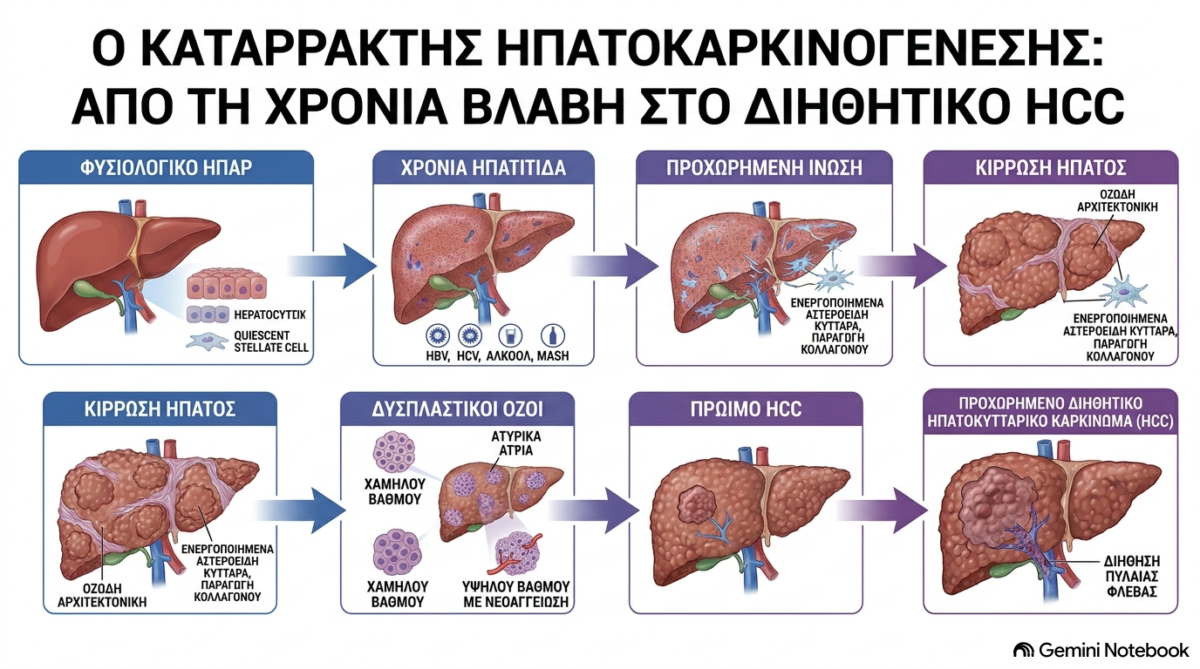 Ο ΚΑΤΑΡΡΑΚΤΗΣ ΗΠΑΤΟΚΑΡΚΙΝΟΓΕΝΕΣΗΣ:
ΑΠΟ ΤΗ ΧΡΟΝΙΑ ΒΛΑΒΗ ΣΤΟ ΔΙΗΘΗΤΙΚΟ HCC
ΦΥΣΙΟΛΟΓΙΚΟ ΗΠΑΡ
HEPATOCYTΣΙΚ
QUIESCENT
STELLATE CELL
ΧΡΟΝΙΑ ΗΠΑΤΙΤΙΔΑ
HBV, HCV, ΑΛΚΟΟΛ, MASH
ΠΡΟΧΩΡΗΜΕΝΗ ΙΝΩΣΗ
ΕΝΕΡΓΟΠΟΙΗΜΕΝΑ
ΑΣΤΕΡΟΕΙΔΗ
ΚΥΤΤΑΡΑ,
ΠΑΡΑΓΩΓΗ
ΚΟΛΛΑΓΟΝΟΥ
ΚΙΡΡΩΣΗ ΗΠΑΤΟΣ
ΟΖΩΔΗ
ΑΡΧΙΤΕΚΤΟΝΙΚΗ
ΕΝΕΡΓΟΠΟΙΗΜΕΝΑ
ΑΣΤΕΡΟΕΙΔΗ ΚΥΤΤΑΡΑ,
ΠΑΡΑΓΩΓΗ
ΚΟΛΛΑΓΟΝΟΥ
ΚΙΡΡΩΣΗ ΗΠΑΤΟΣ
ΟΖΩΔΗ
ΑΡΧΙΤΕΚΤΟΝΙΚΗ
ΕΝΕΡΓΟΠΟΙΗΜΕΝΑ
ΑΣΤΕΡΟΕΙΔΗ
ΚΥΤΤΑΡΑ,
ΠΑΡΑΓΩΓΗ
ΚΟΛΛΑΓΟΝΟΥ
ΔΥΣΠΛΑΣΤΙΚΟΙ ΟΖΟΙ
ΑΤΥΡΙΚΑ
ΑΤΡΙΑ
ΧΑΜΗΛΟΥ
ΒΑΘΜΟΥ
ΧΑΜΗΛΟΥ
ΒΑΘΜΟΥ
ΥΨΗΛΟΥ ΒΑΘΜΟΥ
ΜΕ ΝΕΟΑΓΓΕΙΩΣΗ
ΠΡΩΙΜΟ HCC
ΠΡΟΧΩΡΗΜΕΝΟ ΔΙΗΘΗΤΙΚΟ
ΗΠΑΤΟΚΥΤΤΑΡΙΚΟ ΚΑΡΚΙΝΩΜΑ (HCC)
ΔΙΗΘΗΣΗ
ΠΥΛΑΙΑΣ
ΦΛΕΒΑΣ
Gemini Notebook